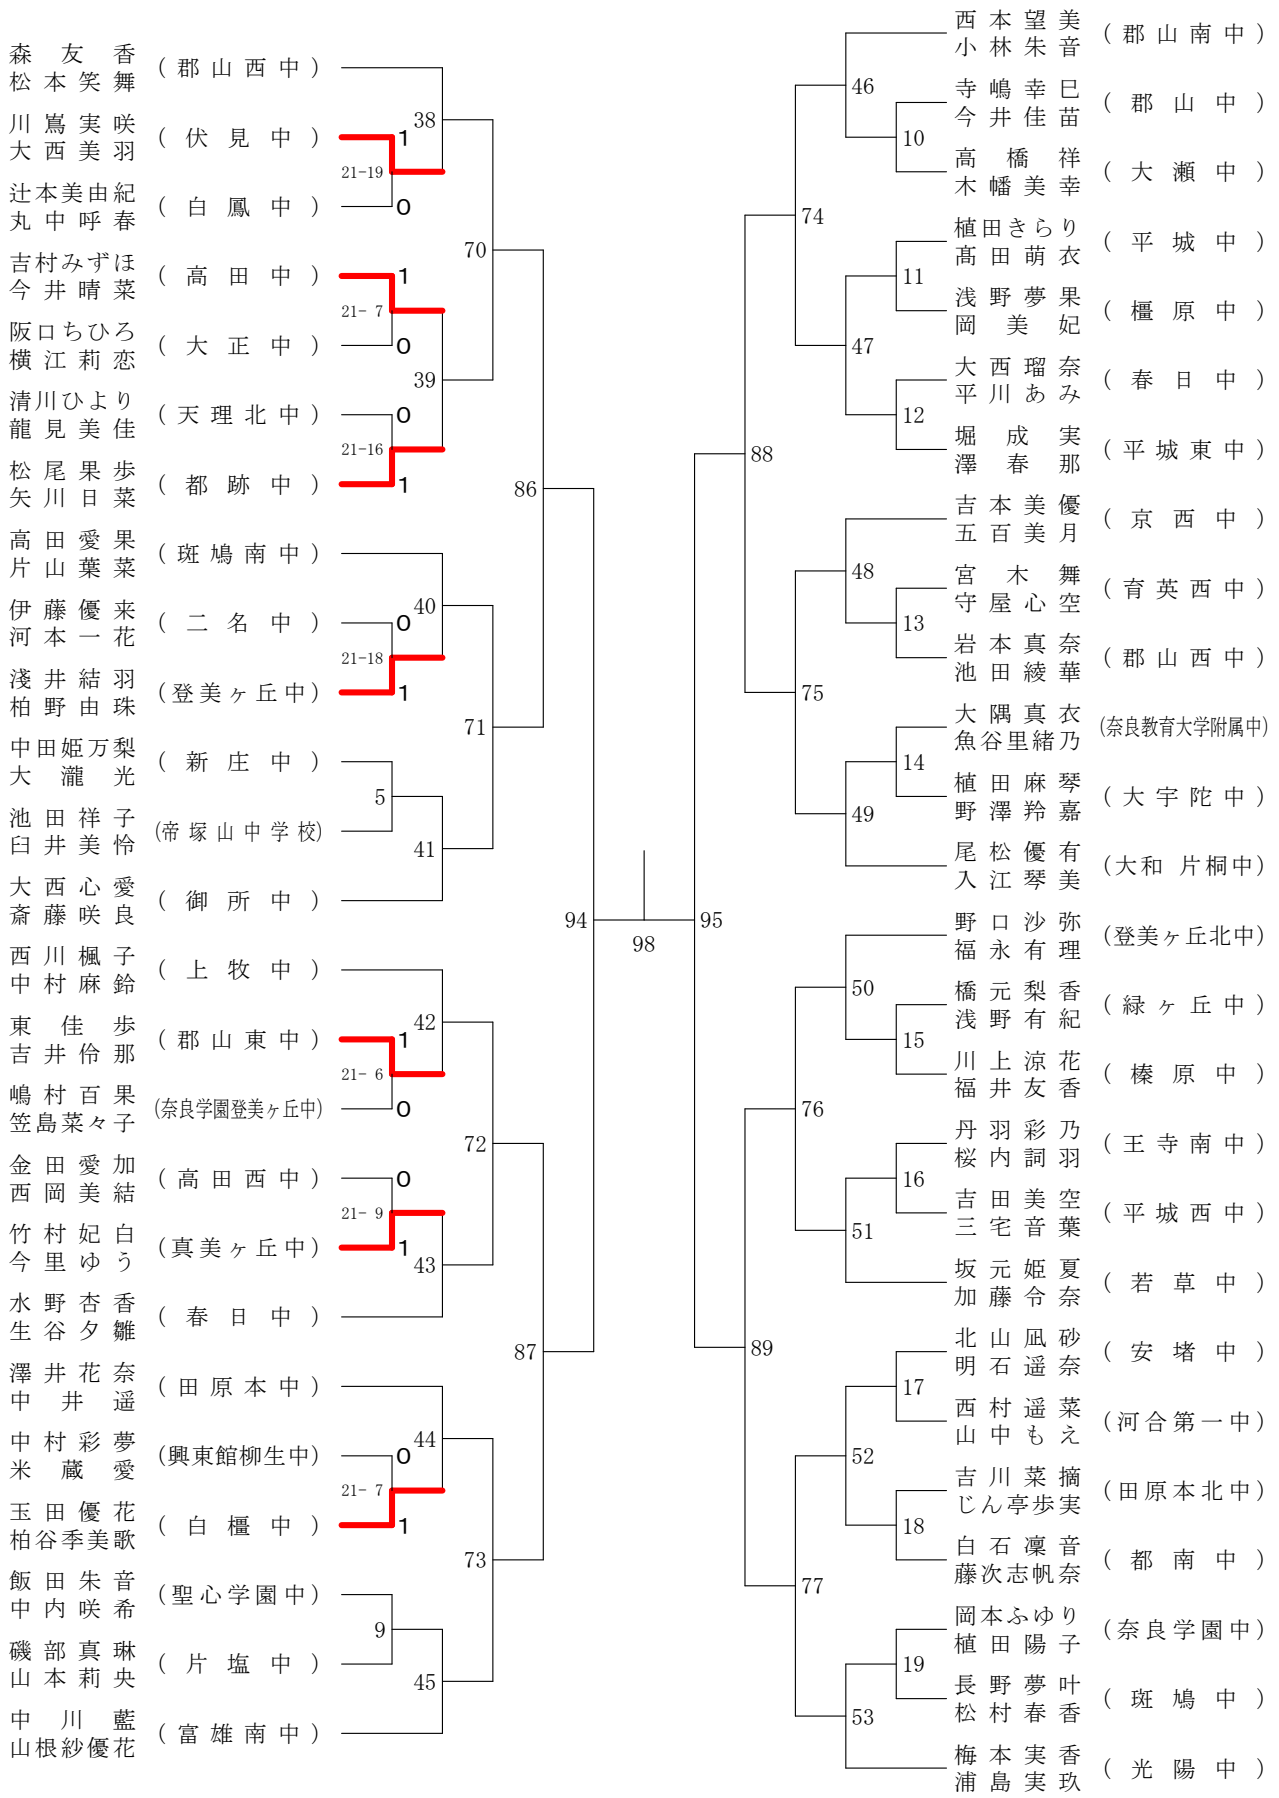 森友香
松本笑舞
(郡山西中)
川嶌実咲
大西美羽
(伏見中)
1
21-19
38
辻本美由紀
丸中呼春
(白鳳中)
0
70
吉村みずほ
今井晴菜
(高田中)
1
21- 7
阪口ちひろ
横江莉恋
(大正中)
0
39
清川ひより
龍見美佳
(天理北中)
0
21-16
松尾果歩
矢川日菜
(都跡中)
1
86
高田愛果
片山葉菜
(斑鳩南中)
40
伊藤優来
河本一花
(二名中)
0
21-18
淺井結羽
柏野由珠
(登美ヶ丘中)
1
71
中田姫万梨
大瀧光
(新庄中)
5
池田祥子
臼井美怜
(帝塚山中学校)
41
大西心愛
斎藤咲良
(御所中)
94
98
95
西川楓子
中村麻鈴
(上牧中)
42
東佳歩
吉井伶那
(郡山東中)
1
21- 6
嶋村百果
笠島菜々子
(奈良学園登美ヶ丘中)
0
72
金田愛加
西岡美結
(高田西中)
0
21- 9
竹村妃白
今里ゆう
(真美ヶ丘中)
1
43
水野杏香
生谷夕雛
(春日中)
87
澤井花奈
中井遥
(田原本中)
44
中村彩夢
米蔵愛
(興東館柳生中)
0
21- 7
玉田優花
柏谷季美歌
(白橿中)
1
73
飯田朱音
中内咲希
(聖心学園中)
9
磯部真琳
山本莉央
(片塩中)
45
中川藍
山根紗優花
(富雄南中)
西本望美
小林朱音
(郡山南中)
46
寺嶋幸巳
今井佳苗
(郡山中)
10
高橋祥
木幡美幸
(大瀬中)
74
植田きらり
髙田萌衣
(平城中)
11
浅野夢果
岡美妃
(橿原中)
47
大西瑠奈
平川あみ
(春日中)
12
堀成実
澤春那
(平城東中)
88
吉本美優
五百美月
(京西中)
48
宮木舞
守屋心空
(育英西中)
13
岩本真奈
池田綾華
(郡山西中)
75
大隅真衣
魚谷里緒乃
(奈良教育大学附属中)
14
植田麻琴
野澤羚嘉
(大宇陀中)
49
尾松優有
入江琴美
(大和 片桐中)
野口沙弥
福永有理
(登美ヶ丘北中)
50
橋元梨香
浅野有紀
(緑ヶ丘中)
15
川上涼花
福井友香
(榛原中)
76
丹羽彩乃
桜内詞羽
(王寺南中)
16
吉田美空
三宅音葉
(平城西中)
51
坂元姫夏
加藤令奈
(若草中)
89
北山凪砂
明石遥奈
(安堵中)
17
西村遥菜
山中もえ
(河合第一中)
52
吉川菜摘
じん亭歩実
(田原本北中)
18
白石凜音
藤次志帆奈
(都南中)
77
岡本ふゆり
植田陽子
(奈良学園中)
19
長野夢叶
松村春香
(斑鳩中)
53
梅本実香
浦島実玖
(光陽中)